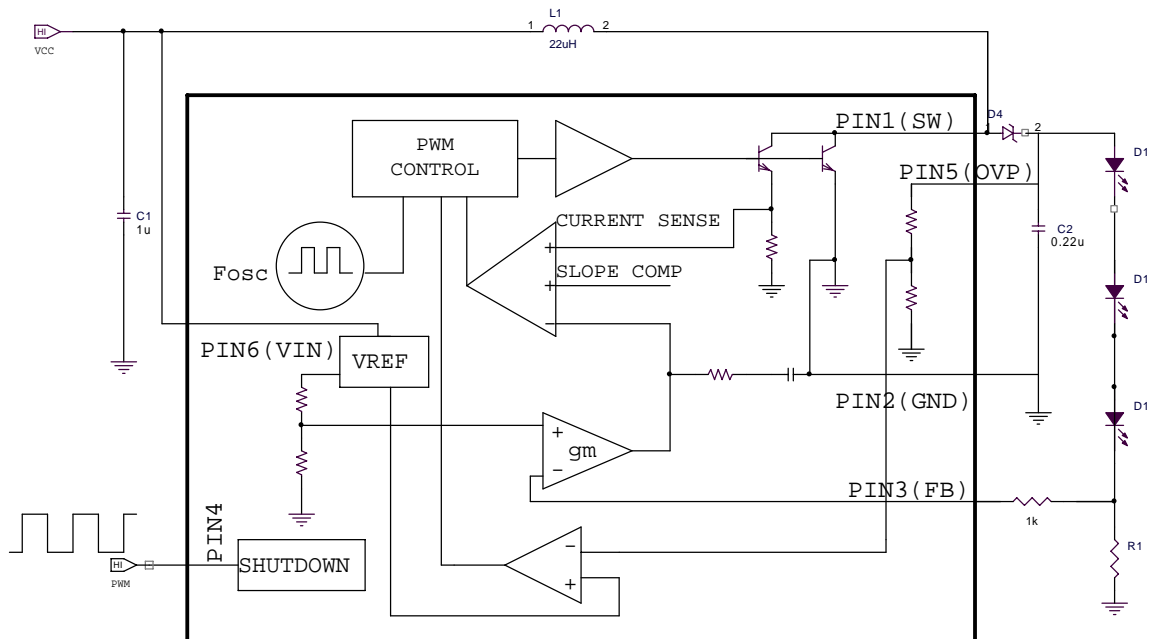 L1
1 2
22uH
HI
VCC
D4
1 2
PIN1(SW)
PWM
CONTROL
D1
PIN5(OVP)
C1
1u
CURRENT SENSE
C2
0.22u
Fosc
SLOPE COMP
+
+
-
D1
PIN6(VIN)
VREF
PIN2(GND)
D1
+
gm
-
PIN3(FB)
1k
PIN4
R1
HI
PWM
SHUTDOWN
-
+